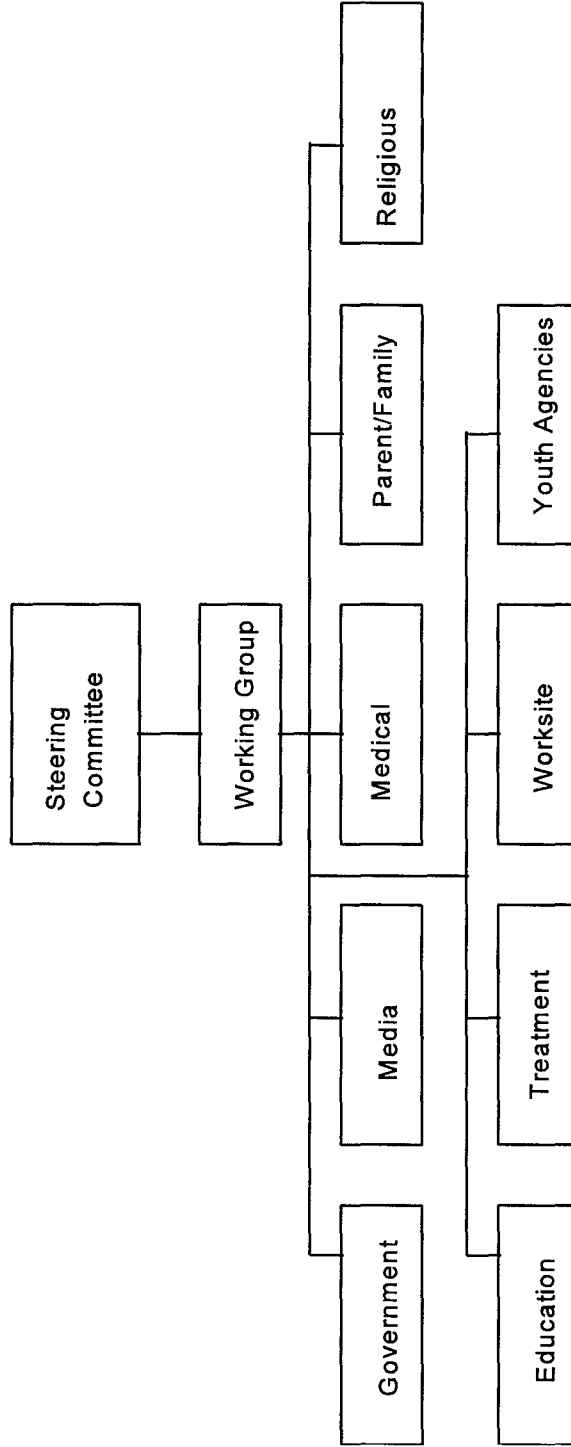 Steering
Committee
Working Group
Government
Media
Medical
Parent/Family
Religious
Education
Treatment
Worksite
Youth Agencies